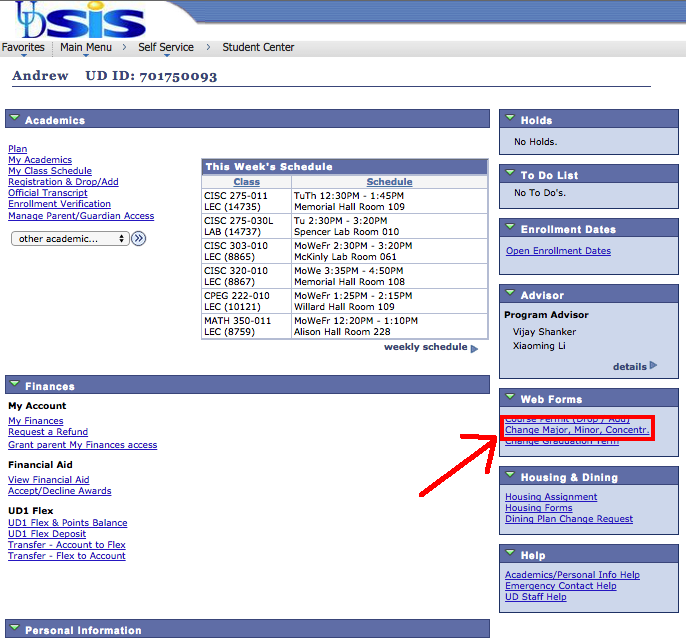 UDSIS
Favorites Main Menu > Self Service > Student Center
Andrew UD ID: 701750093
Academics
Plan
My Academics
My Class Schedule
Registration & Drop/Add
Official Transcript
Enrollment Verification
Manage Parent/Guardian Access
other academic...
This Week's Schedule
Class Schedule
CISC 275-011 TuTh 12:30PM - 1:45PM
LEC (14735) Memorial Hall Room 109
CISC 275-030L Tu 2:30PM - 3:20PM
LAB (14737) Spencer Lab Room 010
CISC 303-010 MoWeFr 2:30PM - 3:20PM
LEC (8865) McKinly Lab Room 061
CISC 320-010 MoWe 3:35PM - 4:50PM
LEC (8867) Memorial Hall Room 108
CPEG 222-010 MoWeFr 1:25PM - 2:15PM
LEC (10121) Willard Hall Room 109
MATH 350-011 MoWeFr 12:20PM - 1:10PM
LEC (8759) Alison Hall Room 228
weekly schedule
Finances
My Account
My Finances
Request a Refund
Grant parent My Finances access
Financial Aid
View Financial Aid
Accept/Decline Awards
UD1 Flex
UD1 Flex & Points Balance
UD1 Flex Deposit
Transfer - Account to Flex
Transfer - Flex to Account
Personal Information
Holds
No Holds.
To Do List
No To Do's.
Enrollment Dates
Open Enrollment Dates
Advisor
Program Advisor
Vijay Shanker
Xiaoming Li
details
Web Forms
Course Permit (Drop / Add)
Change Major, Minor, Concentr.
Change Graduation Term
Housing & Dining
Housing Assignment
Housing Forms
Dining Plan Change Request
Help
Academics/Personal Info Help
Emergency Contact Help
UD Staff Help